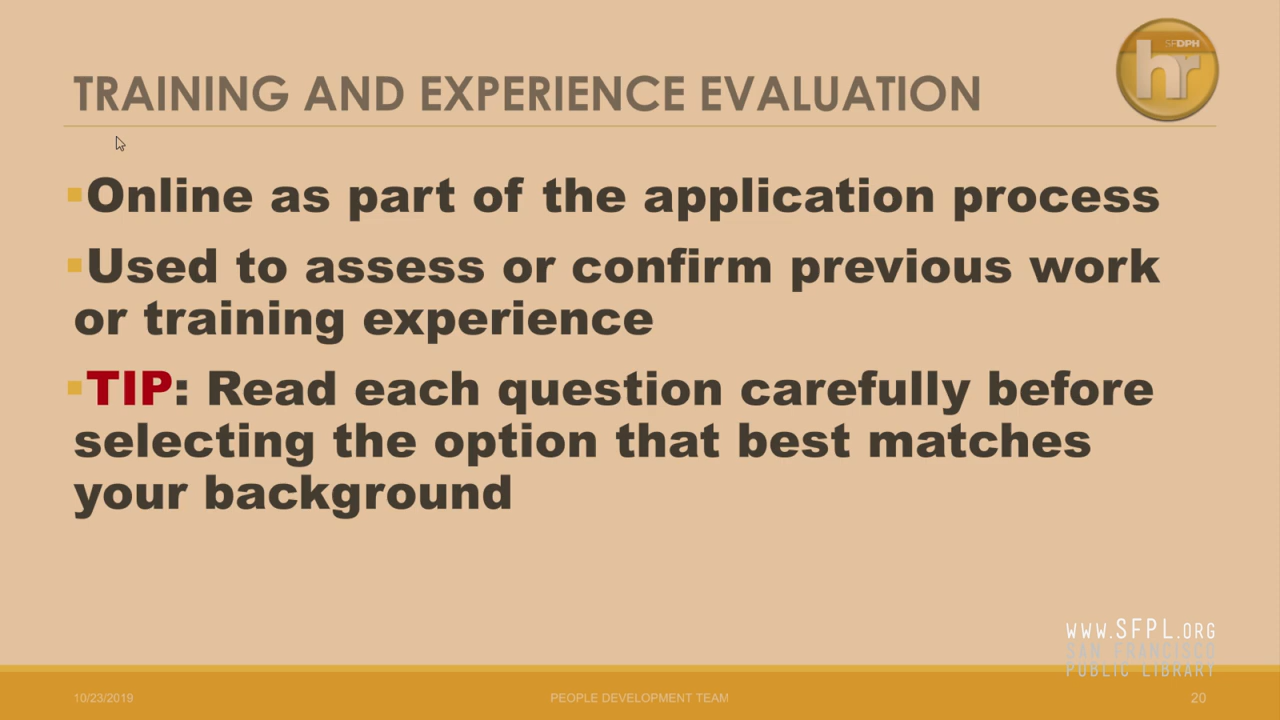 SFDPH
hr
TRAINING AND EXPERIENCE EVALUATION
Online as part of the application process
Used to assess or confirm previous work
or training experience
TIP: Read each question carefully before
selecting the option that best matches
your background
WWW.SFPL.ORG
SAN FRANCISCO
PUBLIC LIBRARY
10/23/2019
PEOPLE DEVELOPMENT TEAM
20